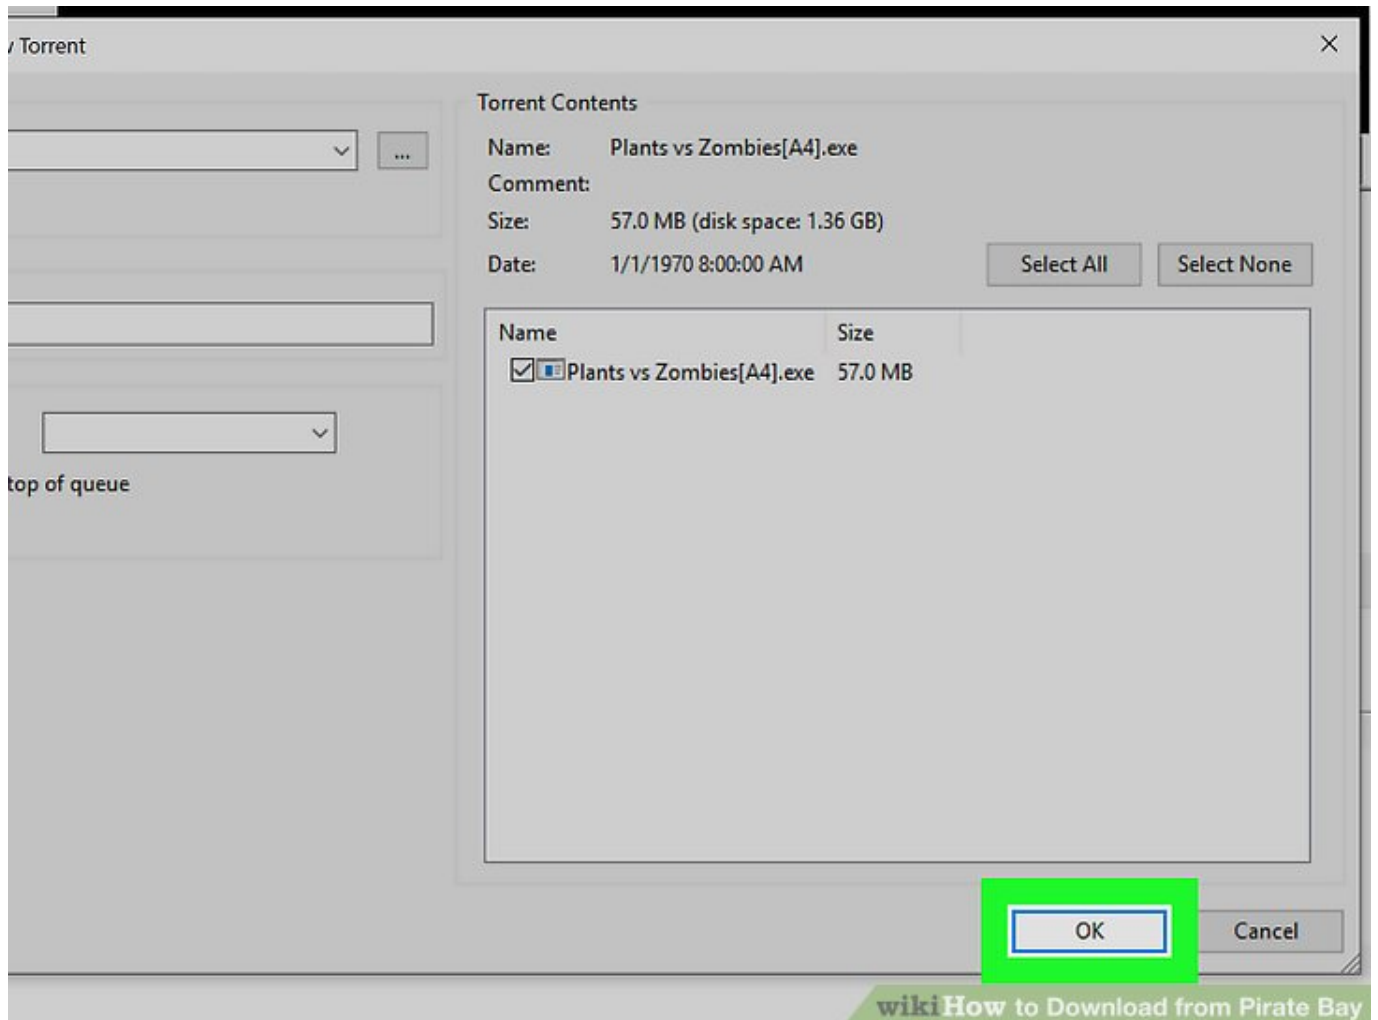 v Torrent
Torrent Contents
...
Name: Plants vs Zombies[A4].exe
Comment:
Size: 57.0 MB (disk space: 1.36 GB)
Date: 1/1/1970 8:00:00 AM
Select All
Select None
Name Size
Plants vs Zombies[A4].exe 57.0 MB
top of queue
OK
Cancel
wikiHow to Download from Pirate Bay